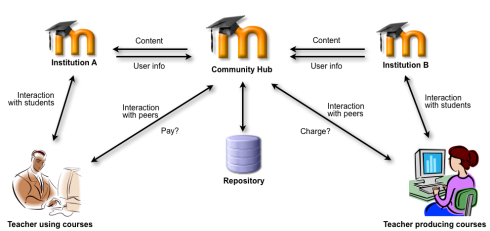 Content
Content
Institution A
User info
Community Hub
User info
Institution B
Interaction
with students
Interaction
with peers
Pay?
Interaction
with peers
Charge?
Interaction
with students
Repository
Teacher using courses
Teacher producing courses